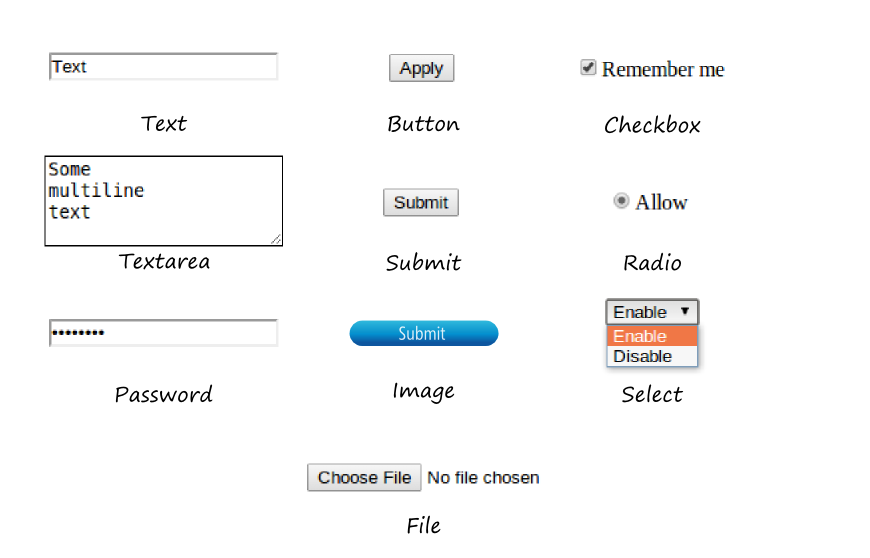 Text
Apply
Remember me
Text
Button
Checkbox
Some
multiline
text
Submit
Allow
Textarea
Submit
Radio
••••••••
Submit
Enable ▼
Enable
Disable
Password
Image
Select
Choose File No file chosen
File